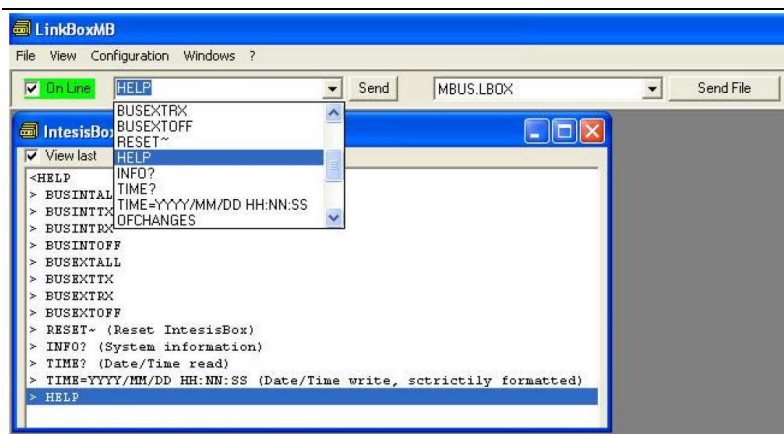 LinkBoxMB
File View Configuration Windows ?
On Line HELP Send MBUS.LBOX Send File
BUSEXTRX
BUSEXTOFF
RESET~
HELP
INFO?
TIME?
TIME=YYYY/MM/DD HH:NN:SS
OFCHANGES
View last
<HELP
> BUSINTAL
> BUSINTTX
> BUSINTRX
> BUSINTOFF
> BUSEXTALL
> BUSEXTTX
> BUSEXTRX
> BUSEXTOFF
> RESET~ (Reset IntesisBox)
> INFO? (System information)
> TIME? (Date/Time read)
> TIME=YYYY/MM/DD HH:NN:SS (Date/Time write, sctrictily formatted)
> HELP